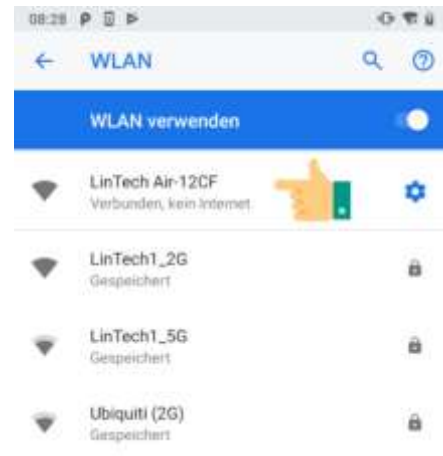 08:28
WLAN
WLAN verwenden
LinTech Air-12CF
Verbunden, kein Internet
LinTech1_2G
Gespeichert
LinTech1_5G
Gespeichert
Ubiquiti (2G)
Gespeichert